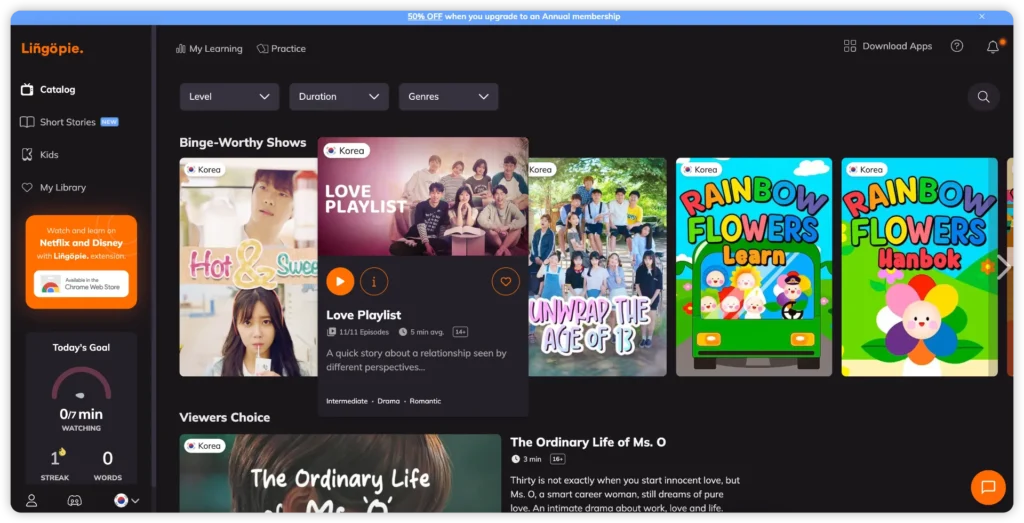 50% OFF when you upgrade to an Annual membership
Liñgöpie.
My Learning
Practice
Download Apps
Catalog
Short Stories NEW
Kids
My Library
Watch and learn on
Netflix and Disney
with Liñgöpie. extension:
Available in the
Chrome Web Store
Today's Goal
0/7 min
WATCHING
1
STREAK
0
WORDS
Level
Duration
Genres
Binge-Worthy Shows
Korea
Hot & Swee
Korea
LOVE
PLAYLIST
Love Playlist
11/11 Episodes
5 min avg.
14+
A quick story about a relationship seen by
different perspectives...
Intermediate • Drama • Romantic
Korea
UNWRAP THE
AGE OF 13
Korea
RAINBOW
FLOWERS
Learn
Korea
RAINBOW
FLOWERS
Hanbok
Viewers Choice
Korea
The Ordinary Life
of Ms. O
The Ordinary Life of Ms. O
3 min
16+
Thirty is not exactly when you start innocent love, but
Ms. O, a smart career woman, still dreams of pure
love. An intimate drama about work, love and life.